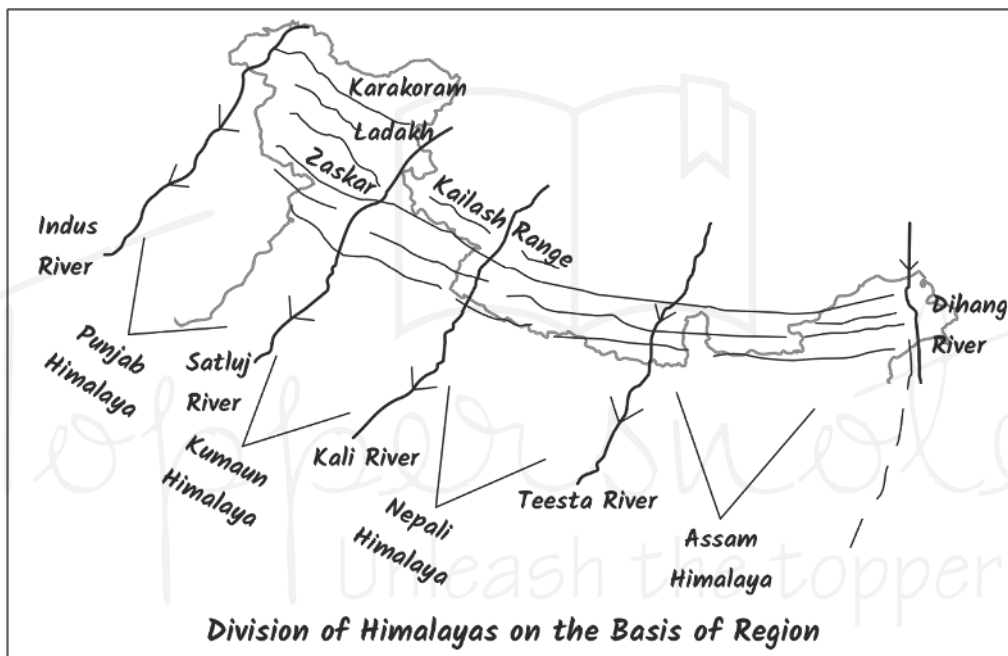 Karakoram
Ladakh
Zaskar
Kailash Range
Indus
River
Dihang
River
Punjab
Himalaya
Satluj
River
Kumaun
Himalaya
Kali River
Nepali
Himalaya
Teesta River
Assam
Himalaya
Toppersnotes
Unleash the topper
Division of Himalayas on the Basis of Region